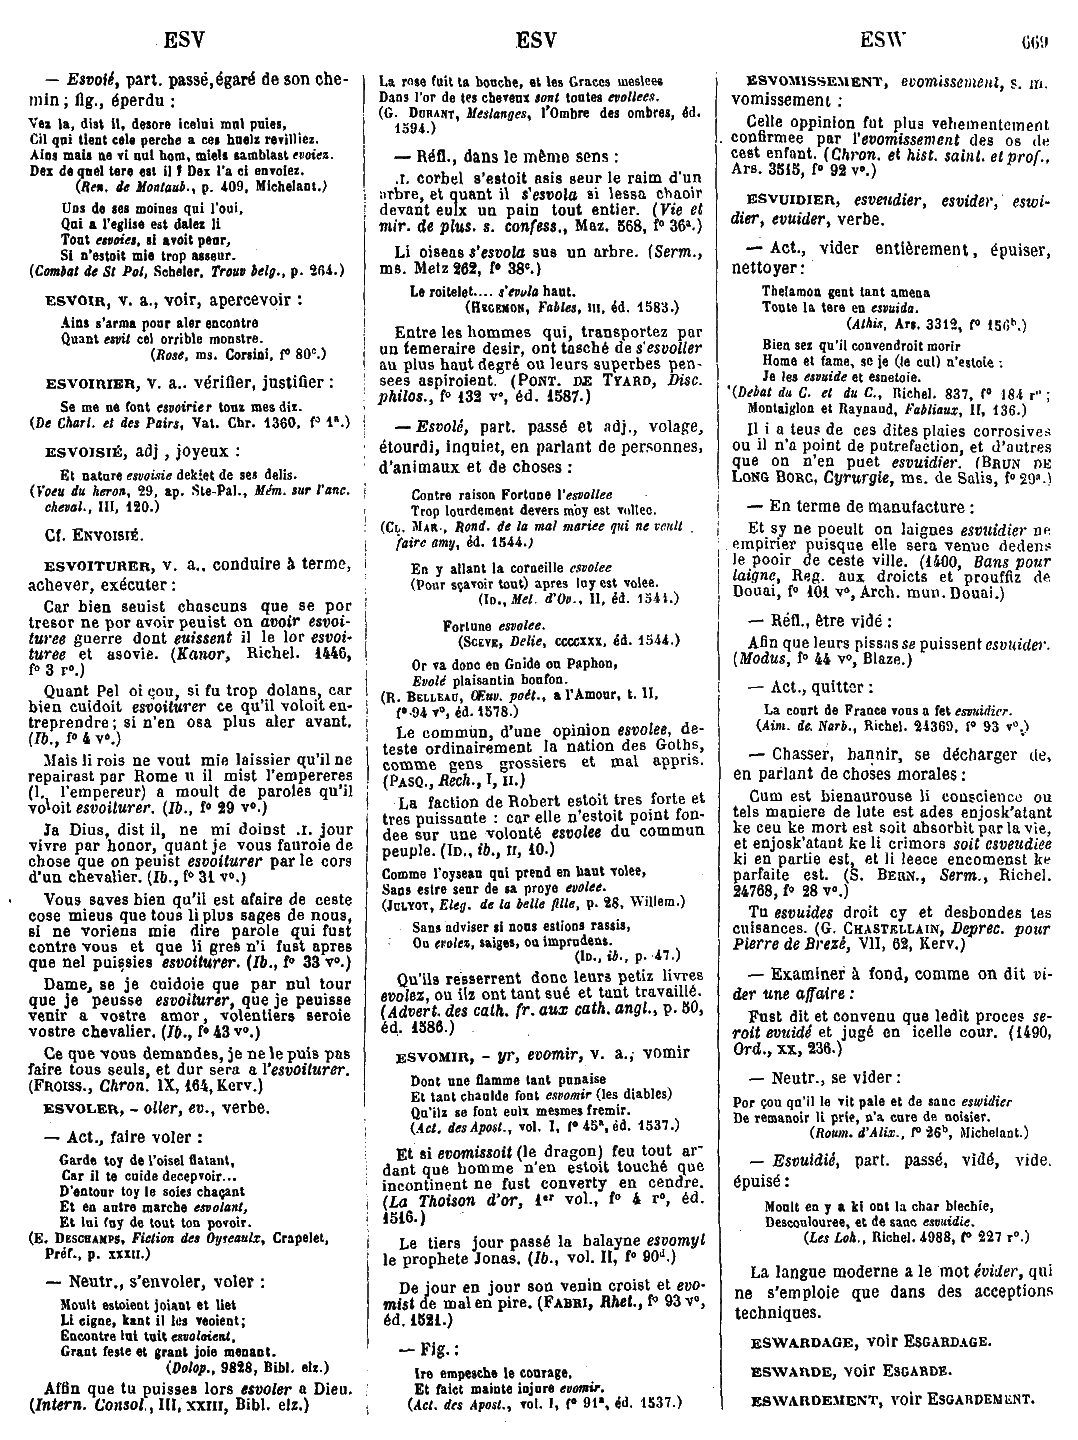 ESV
ESV
ESW
669
— Esvoié, part. passé, égaré de son che-
min ; fig., éperdu :
Vez la, dist il, desore icelui mal puies,
Cil qui tient cele perche a ces huelz revilliez.
Ains mais ne vi nul hom, miels samblast evoiez.
Dex de quel tere est il ? Dex l'a ci envoiez.
(Ren. de Montaub., p. 409, Michelant.)
Uns de ses moines qui l'oui,
Qui a l'eglise est dalez li
Tout esvoies, si avoit peur,
Si n'estoit mie trop asseur.
(Combat de St Pol, Scheler, Trouv belg., p. 264.)
ESVOIR, v. a., voir, apercevoir :
Ains s'arma pour aler encontre
Quant esvit cel orrible monstre.
(Rose, ms. Corsini, f° 80c.)
ESVOIRIER, v. a.. vérifier, justifier :
Se me ne font esvoirier touz mes diz.
(De Charl. et des Pairs, Vat. Chr. 1360, f° 1a.)
ESVOISIÉ, adj , joyeux :
Et nature esvoisie dekiet de ses delis.
(Voeu du heron, 29, ap. Ste-Pal., Mém. sur l'anc.
cheval., III, 120.)
Cf. ENVOISIÉ.
ESVOITURER, v. a.. conduire à terme,
achever, exécuter :
Car bien seuist chascuns que se por
tresor ne por avoir peuist on avoir esvoi-
turee guerre dont euissent il le lor esvoi-
turee et asovie. (Kanor, Richel. 1446,
f° 3 r°.)
Quant Pel oi çou, si fu trop dolans, car
bien cuidoit esvoiturer ce qu'il voloit en-
treprendre ; si n'en osa plus aler avant.
(Ib., f° 4 v°.)
Mais li rois ne vout mie laissier qu'il ne
repairast par Rome u il mist l'empereres
(l. l'empereur) a moult de paroles qu'il
voloit esvoiturer. (Ib., f° 29 v°.)
Ja Dius, dist il, ne mi doinst .I. jour
vivre par honor, quant je vous fauroie de
chose que on peuist esvoiturer par le cors
d'un chevalier. (Ib., f° 31 v°.)
Vous saves bien qu'il est afaire de ceste
cose mieus que tous li plus sages de nous,
si ne voriens mie dire parole qui fust
contre vous et que li gres n'i fust apres
que nel puissies esvoiturer. (Ib., f° 33 v°.)
Dame, se je cuidoie que par nul tour
que je peusse esvoiturer, que je peuisse
venir a vostre amor, volentiers seroie
vostre chevalier. (Ib., f° 43 v°.)
Ce que vous demandes, je ne le puis pas
faire tous seuls, et dur sera a l'esvoiturer.
(FROISS., Chron. IX, 164, Kerv.)
ESVOLER, - oller, ev., verbe.
— Act., faire voler :
Garde toy de l'oisel flatant,
Car il te cuide decepvoir...
D'entour toy le soies chaçant
Et en autre marche esvolant,
Et lui fuy de tout ton povoir.
(E. DESCHAMPS, Fiction des Oyseaulx, Crapelet,
Préf., p. XXXII.)
— Neutr., s'envoler, voler :
Moult estoient joiant et liet
Li cigne, kant il les veoient;
Encontre lui tuit esvoloient,
Grant feste et grant joie menant.
(Dolop., 9828, Bibl. elz.)
Afin que tu puisses lors esvoler a Dieu.
(Intern. Consol., III, XXIII, Bibl. elz.)
La rose fuit ta bouche, et les Graces meslees
Dans l'or de tes cheveux sont toutes evollees.
(G. DURANT, Meslanges, l'Ombre des ombres, éd.
1594.)
— Réfl., dans le même sens :
.I. corbel s'estoit asis seur le raim d'un
arbre, et quant il s'esvola si lessa chaoir
devant eulx un pain tout entier. (Vie et
mir. de plus. s. confess., Maz. 568, f° 36a.)
Li oiseas s'esvola sus un arbre. (Serm.,
ms. Metz 262, f° 38c.)
Le roitelet.... s'evola haut.
(HEGEMON, Fables, III, éd. 1583.)
Entre les hommes qui, transportez par
un temeraire desir, ont tasché de s'esvoller
au plus haut degré ou leurs superbes pen-
sees aspiroient. (PONT. DE TYARD, Disc.
philos., f° 132 v°, éd. 1587.)
— Esvolé, part. passé et adj., volage,
étourdi, inquiet, en parlant de personnes,
d'animaux et de choses :
Contre raison Fortune l'esvollee
Trop lourdement devers moy est vollee.
(CL. MAR., Rond. de la mal mariee qui ne veult
faire amy, éd. 1544.)
En y allant la corneille esvolee
(Pour sçavoir tout) apres luy est volee.
(ID., Met. d'Ov., II, éd. 1544.)
Fortune esvolee.
(SCEVE, Delie, CCCCXXX, éd. 1544.)
Or va donc en Gnide ou Paphon,
Evolé plaisantin boufon.
(R. BELLEAU, Œuv. poét., a l'Amour, t. II,
f° 94 v°, éd. 1578.)
Le commun, d'une opinion esvolee, de-
teste ordinairement la nation des Goths,
comme gens grossiers et mal appris.
(PASQ., Rech., I, II.)
La faction de Robert estoit tres forte et
tres puissante : car elle n'estoit point fon-
dee sur une volonté esvolee du commun
peuple. (ID., ib., II, 10.)
Comme l'oysean qui prend en haut volee,
Sans estre seur de sa proye evolee.
(JULYOT, Eleg. de la belle fille, p. 28, Willem.)
Sans adviser si nous estions rassis,
Ou evolez, saiges, ou imprudens.
(ID., ib., p. 47.)
Qu'ils resserrent donc leurs petiz livres
evolez, ou ilz ont tant sué et tant travaillé.
(Advert. des cath. fr. aux cath. angl., p. 50,
éd. 1586.)
ESVOMIR, - yr, evomir, v. a., vomir
Dont une flamme tant punaise
Et tant chaulde font esvomir (les diables)
Qu'ilz se font eulx mesmes fremir.
(Act. des Apost., vol. I, f° 45a, éd. 1537.)
Et si evomissoit (le dragon) feu tout ar-
dant que homme n'en estoit touché que
incontinent ne fust converty en cendre.
(La Thoison d'or, 1er vol., f° 4 r°, éd.
1516.)
Le tiers jour passé la balayne esvomyl
le prophete Jonas. (Ib., vol. II, f° 90d.)
De jour en jour son venin croist et evo-
mist de mal en pire. (FABRI, Rhet., f° 93 v°,
éd. 1521.)
— Fig. :
Ire empesche le courage,
Et faict mainte injure evomir.
(Act. des Apost., vol. I, f° 91a, éd. 1537.)
ESVOMISSEMENT, evomissement, s. m.
vomissement :
Celle oppinion fut plus vehementement
confirmee par l'evomissement des os de
cest enfant. (Chron. et hist. saint. et prof.,
Ars. 3515, f° 92 v°.)
ESVUIDIER, esveudier, esvider, eswi-
dier, evuider, verbe.
— Act., vider entièrement, épuiser,
nettoyer :
Thelamon gent tant amena
Toute la tere en esvuida.
(Athis, Ars. 3312, f° 156b.)
Bien sez qu'il convendroit morir
Home et fame, se je (le cul) n'estoie :
Je les esvuide et esnetoie.
(Debat du C. et du C., Richel. 837, f° 184 r° ;
Montaiglon et Raynaud, Fabliaux, II, 136.)
Il i a teus de ces dites plaies corrosives
ou il n'a point de putrefaction, et d'autres
que on n'en puet esvuidier. (BRUN DE
LONG BORC, Cyrurgie, ms. de Salis, f° 29a.)
— En terme de manufacture :
Et sy ne poeult on laignes esvuidier ne
empirier puisque elle sera venue dedens
le pooir de ceste ville. (1400, Bans pour
laigne, Reg. aux droicts et prouffiz de
Douai, f° 101 v°, Arch. mun. Douai.)
— Réfl., être vidé :
Afin que leurs pissas se puissent esvuider.
(Modus, f° 44 v°, Blaze.)
— Act., quitter :
La court de France vous a fet esvuidier.
(Aim. de Narb., Richel. 24369, f° 93 v°.)
— Chasser, bannir, se décharger de,
en parlant de choses morales :
Cum est bienaurouse li conscience ou
tels maniere de lute est ades enjosk'atant
ke ceu ke mort est soit absorbit par la vie,
et enjosk'atant ke li crimors soit esveudiee
ki en partie est, et li leece encomenst ke
parfaite est. (S. BERN., Serm., Richel.
24768, f° 28 v°.)
Tu esvuides droit cy et desbondes tes
cuisances. (G. CHASTELLAIN, Deprec. pour
Pierre de Brezé, VII, 62, Kerv.)
— Examiner à fond, comme on dit vi-
der une affaire :
Fust dit et convenu que ledit proces se-
roit evuidé et jugé en icelle cour. (1490,
Ord., XX, 236.)
— Neutr., se vider :
Por çou qu'il le vit pale et de sanc eswidier
De remanoir li prie, n'a cure de noisier.
(Roum. d'Alix., f° 26b, Michelant.)
— Esvuidié, part. passé, vidé, vide.
épuisé :
Moult en y a ki ont la char blechie,
Descoulouree, et de sanc esvuidie.
(Les Loh., Richel. 4988, f° 227 r°.)
La langue moderne a le mot évider, qui
ne s'emploie que dans des acceptions
techniques.
ESWARDAGE, voir ESGARDAGE.
ESWARDE, voir ESGARDE.
ESWARDEMENT, voir ESGARDEMENT.